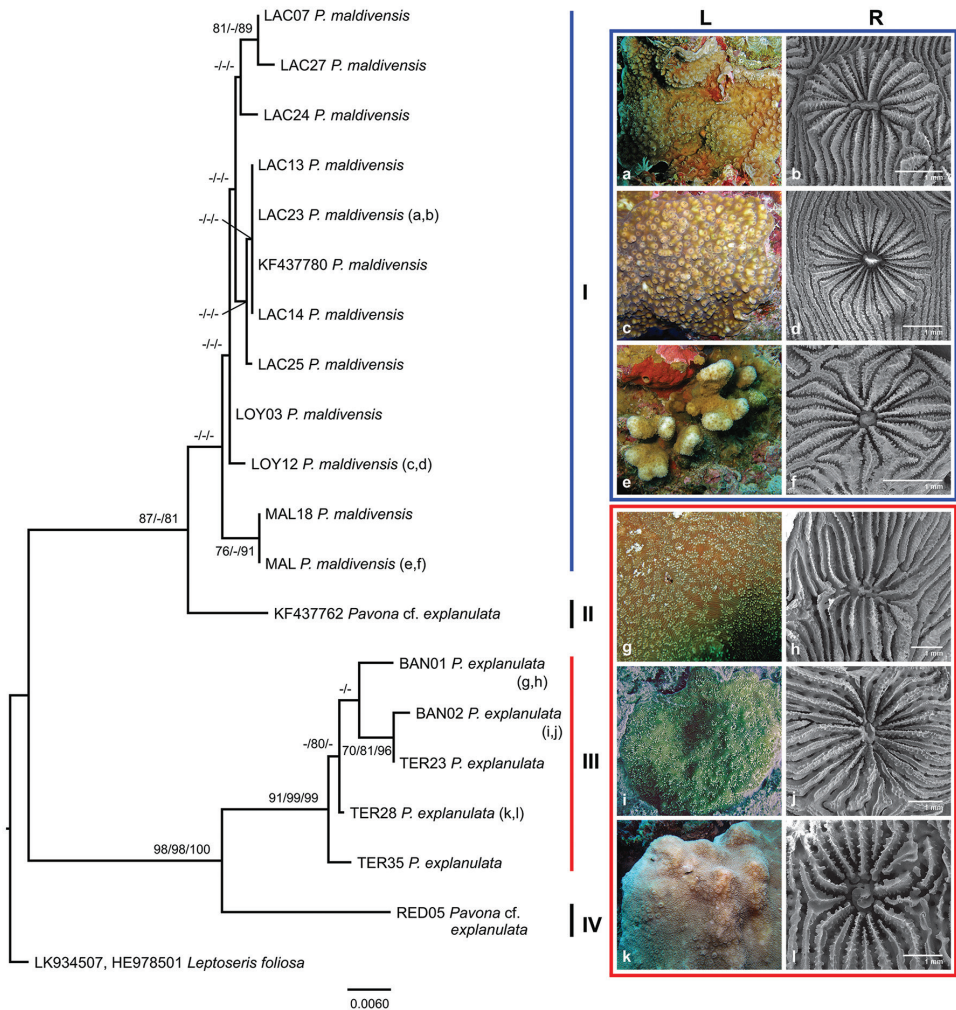 L R
81/-/89
LAC07 P. maldivensis
LAC27 P. maldivensis
-/-/-
LAC24 P. maldivensis
LAC13 P. maldivensis
-/-/-
LAC23 P. maldivensis (a,b)
-/-/-
KF437780 P. maldivensis
-/-/-
LAC14 P. maldivensis
-/-/-
LAC25 P. maldivensis
LOY03 P. maldivensis
-/-/-
LOY12 P. maldivensis (c,d)
87/-/81
MAL18 P. maldivensis
76/-/91
MAL P. maldivensis (e,f)
KF437762 Pavona cf. explanulata
BAN01 P. explanulata
(g,h)
-/-
BAN02 P. explanulata
(i,j)
-/80/-
70/81/96
TER23 P. explanulata
91/99/99
TER28 P. explanulata (k,l)
98/98/100
TER35 P. explanulata
RED05 Pavona cf.
explanulata
LK934507, HE978501 Leptoseris foliosa
0.0060
I
II
III
IV
a
b
1 mm
c
d
1 mm
e
f
1 mm
g
h
1 mm
i
j
1 mm
k
l
1 mm